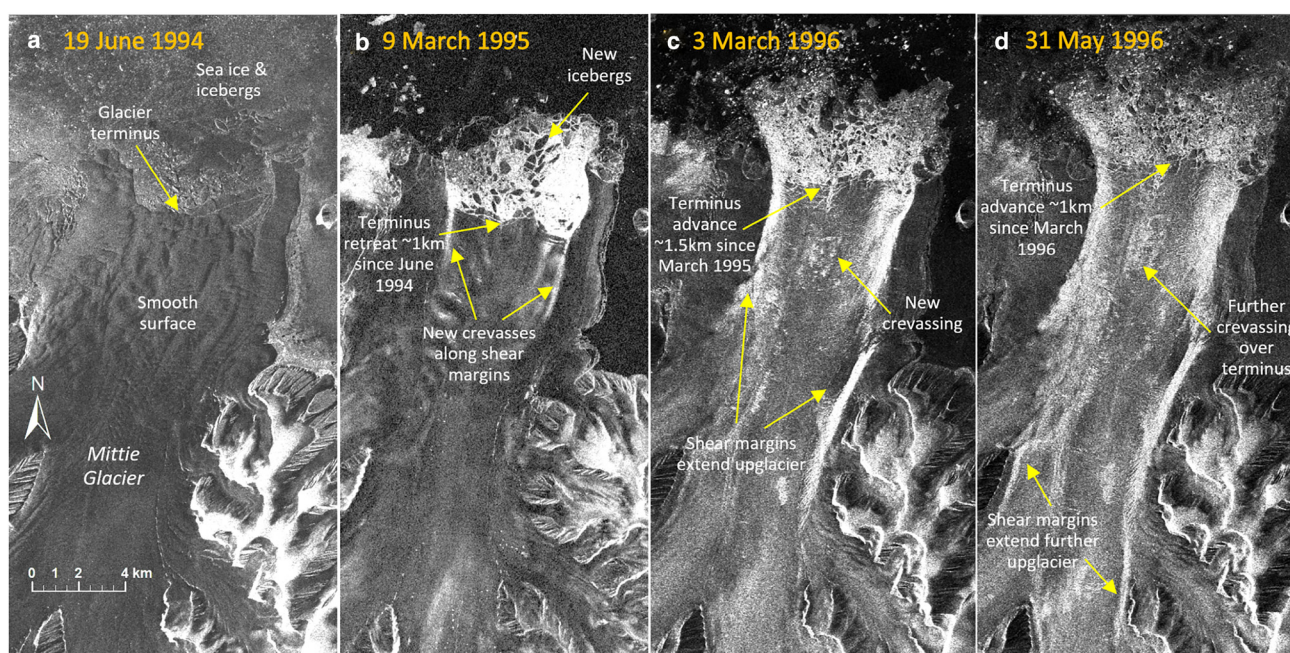 a 19 June 1994
Sea ice &
icebergs
Glacier
terminus
Smooth
surface
N
Mittie
Glacier
0 1 2 4 km
b 9 March 1995
New
icebergs
Terminus
retreat ~1km
since June
1994
New crevasses
along shear
margins
c 3 March 1996
Terminus
advance
~1.5km since
March 1995
New
crevassing
Shear margins
extend upglacier
d 31 May 1996
Terminus
advance ~1km
since March
1996
Further
crevassing
over
terminus
Shear margins
extend further
upglacier